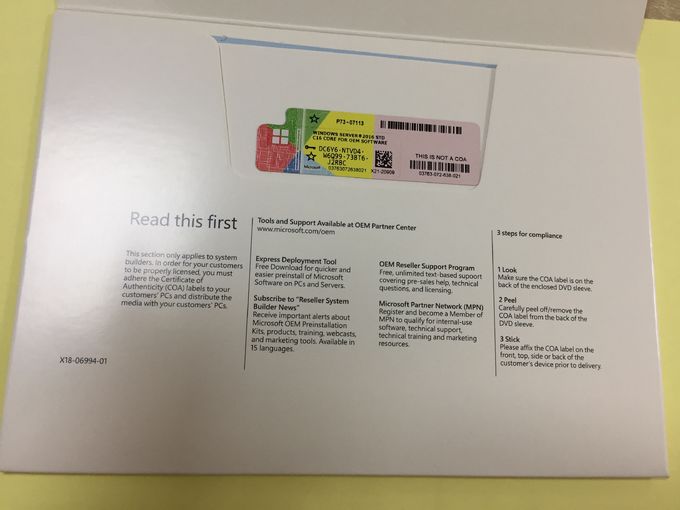 P73-07113
WINDOWS SERVER® 2016 STD
C16 CORE FOR OEM SOFTWARE
DC6Y6-NTVD4-
W6Q99-73BT6-
J2RBC
Microsoft
03763072638021
X21-20909
THIS IS NOT A COA
03763-072-638-021
Read this first
This section only applies to system
builders. In order for your customers
to be properly licensed, you must
adhere the Certificate of
Authenticity (COA) labels to your
customers' PCs and distribute the
media with your customers' PCs.
X18-06994-01
Tools and Support Available at OEM Partner Center
www.microsoft.com/oem
Express Deployment Tool
Free Download for quicker and
easier preinstall of Microsoft
Software on PCs and Servers.
Subscribe to "Reseller System
Builder News"
Receive important alerts about
Microsoft OEM Preinstallation
Kits, products, training, webcasts,
and marketing tools. Available in
15 languages.
OEM Reseller Support Program
Free, unlimited text-based support
covering pre-sales help, technical
questions, and licensing.
Microsoft Partner Network (MPN)
Register and become a Member of
MPN to qualify for internal-use
software, technical support,
technical training and marketing
resources.
3 steps for compliance
1 Look
Make sure the COA label is on the
back of the enclosed DVD sleeve.
2 Peel
Carefully peel off/remove the
COA label from the back of the
DVD sleeve.
3 Stick
Please affix the COA label on the
front, top, side or back of the
customer's device prior to delivery.